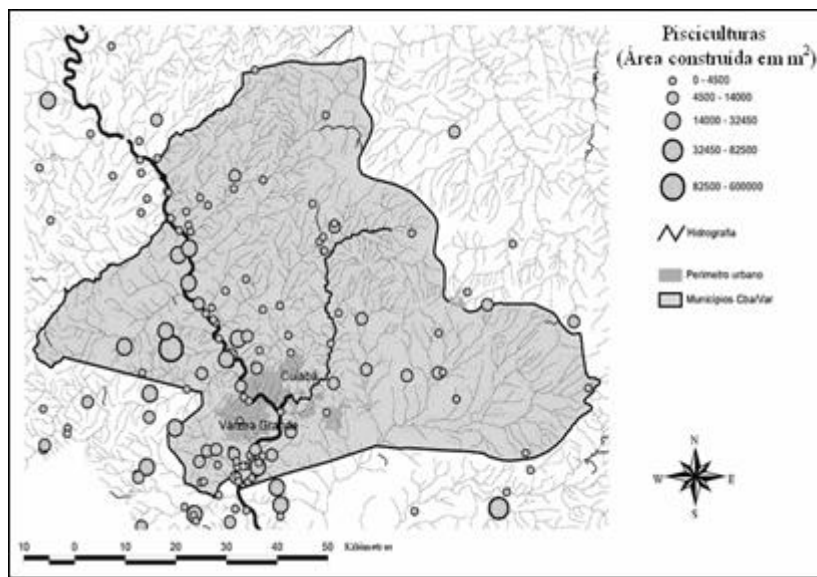 Pisciculturas
(Área construída em m²)
0 - 4500
4500 - 14000
14000 - 32450
32450 - 82500
82500 - 600000
Hidrografia
Perímetro urbano
Municípios Cba/Var
Cuiabá
Várzea Grande
N
W E
S
10 0 10 20 30 40 50